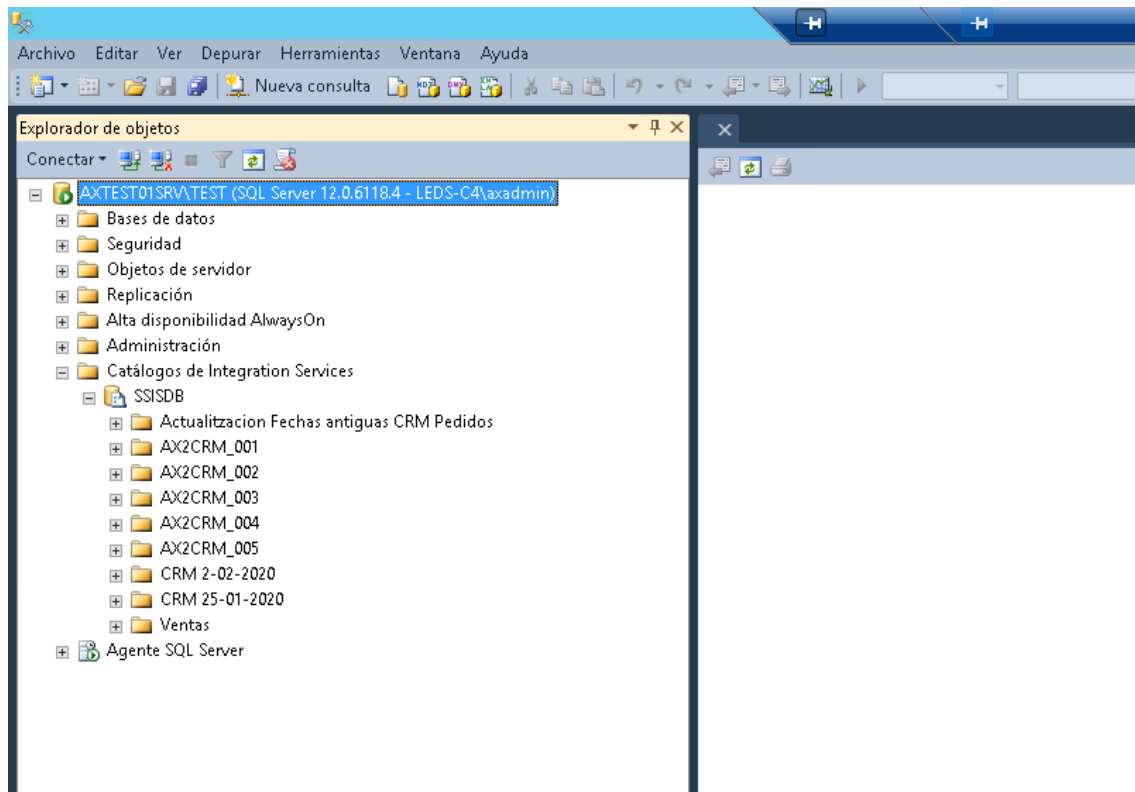 Archivo Editar Ver Depurar Herramientas Ventana Ayuda
Nueva consulta
Explorador de objetos
Conectar
AXTEST01SRV\TEST (SQL Server 12.0.6118.4 - LEDS-C4\axadmin)
Bases de datos
Seguridad
Objetos de servidor
Replicación
Alta disponibilidad AlwaysOn
Administración
Catálogos de Integration Services
SSISDB
Actualitzacion Fechas antiguas CRM Pedidos
AX2CRM_001
AX2CRM_002
AX2CRM_003
AX2CRM_004
AX2CRM_005
CRM 2-02-2020
CRM 25-01-2020
Ventas
Agente SQL Server